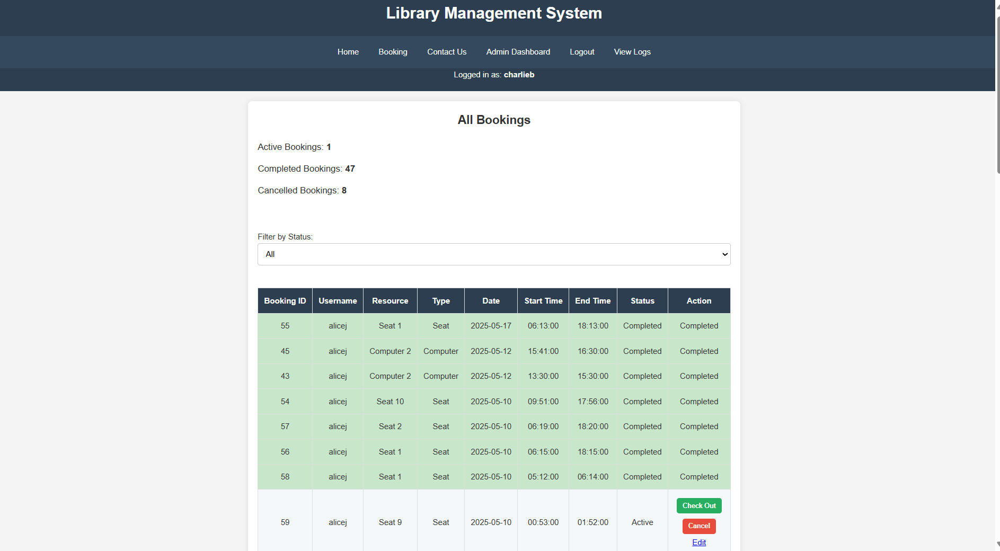 Library Management System
Home Booking Contact Us Admin Dashboard Logout View Logs
Logged in as: charlieb
All Bookings
Active Bookings: 1
Completed Bookings: 47
Cancelled Bookings: 8
Filter by Status:
All
Booking ID Username Resource Type Date Start Time End Time Status Action
55 alicej Seat 1 Seat 2025-05-17 06:13:00 18:13:00 Completed Completed
45 alicej Computer 2 Computer 2025-05-12 15:41:00 16:30:00 Completed Completed
43 alicej Computer 2 Computer 2025-05-12 13:30:00 15:30:00 Completed Completed
54 alicej Seat 10 Seat 2025-05-10 09:51:00 17:56:00 Completed Completed
57 alicej Seat 2 Seat 2025-05-10 06:19:00 18:20:00 Completed Completed
56 alicej Seat 1 Seat 2025-05-10 06:15:00 18:15:00 Completed Completed
58 alicej Seat 1 Seat 2025-05-10 05:12:00 06:14:00 Completed Completed
59 alicej Seat 9 Seat 2025-05-10 00:53:00 01:52:00 Active Check Out
Cancel
Edit